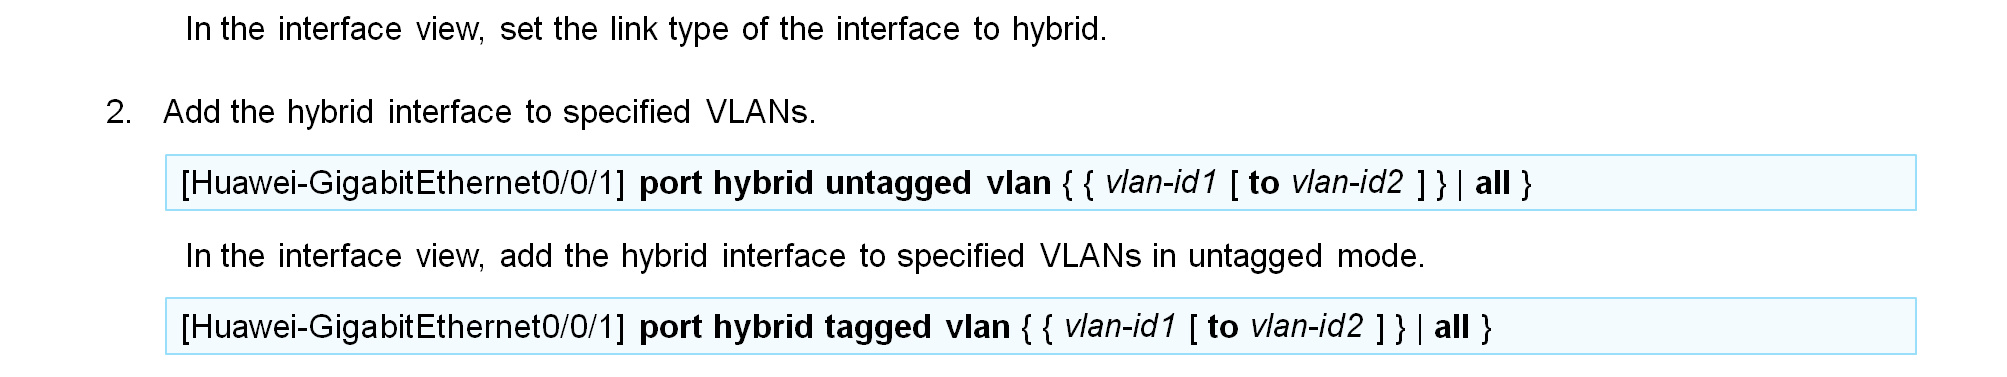 In the interface view, set the link type of the interface to hybrid.
2. Add the hybrid interface to specified VLANs.
[Huawei-GigabitEthernet0/0/1] port hybrid untagged vlan { { vlan-id1 [ to vlan-id2 ] } | all }
In the interface view, add the hybrid interface to specified VLANs in untagged mode.
[Huawei-GigabitEthernet0/0/1] port hybrid tagged vlan { { vlan-id1 [ to vlan-id2 ] } | all }